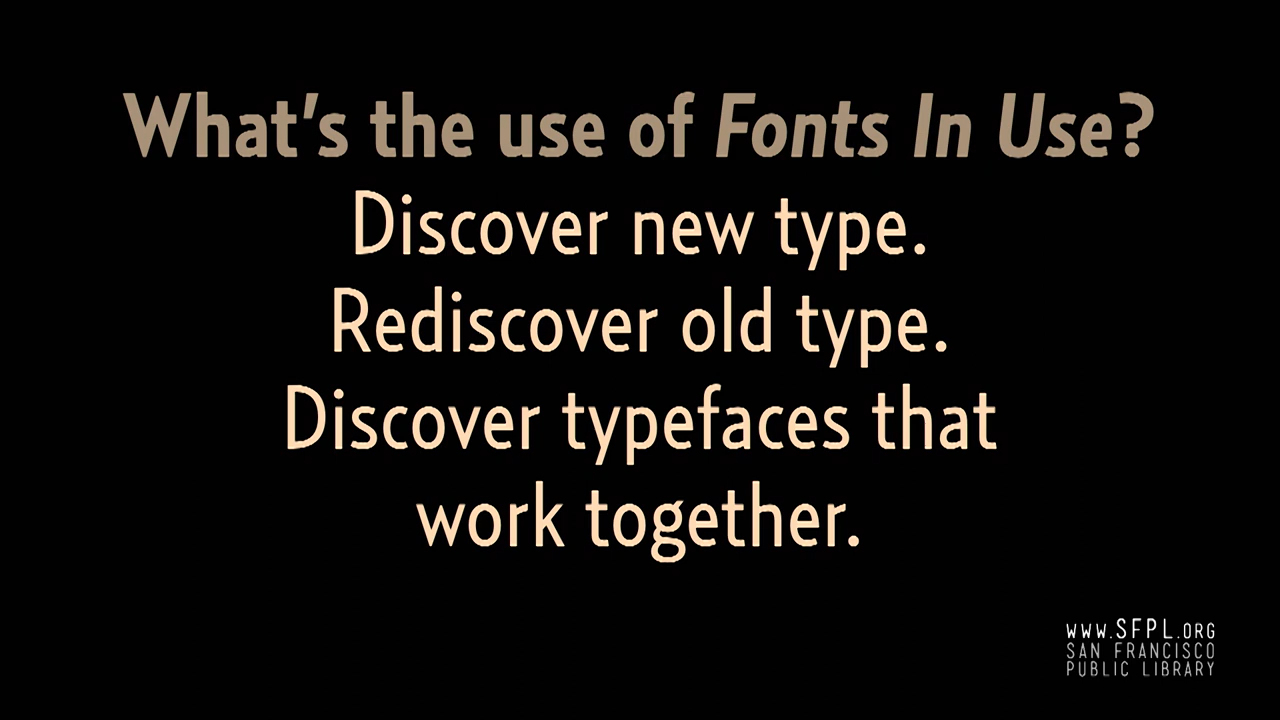 What's the use of Fonts In Use?
Discover new type.
Rediscover old type.
Discover typefaces that
work together.
WWW.SFPL.ORG
SAN FRANCISCO
PUBLIC LIBRARY